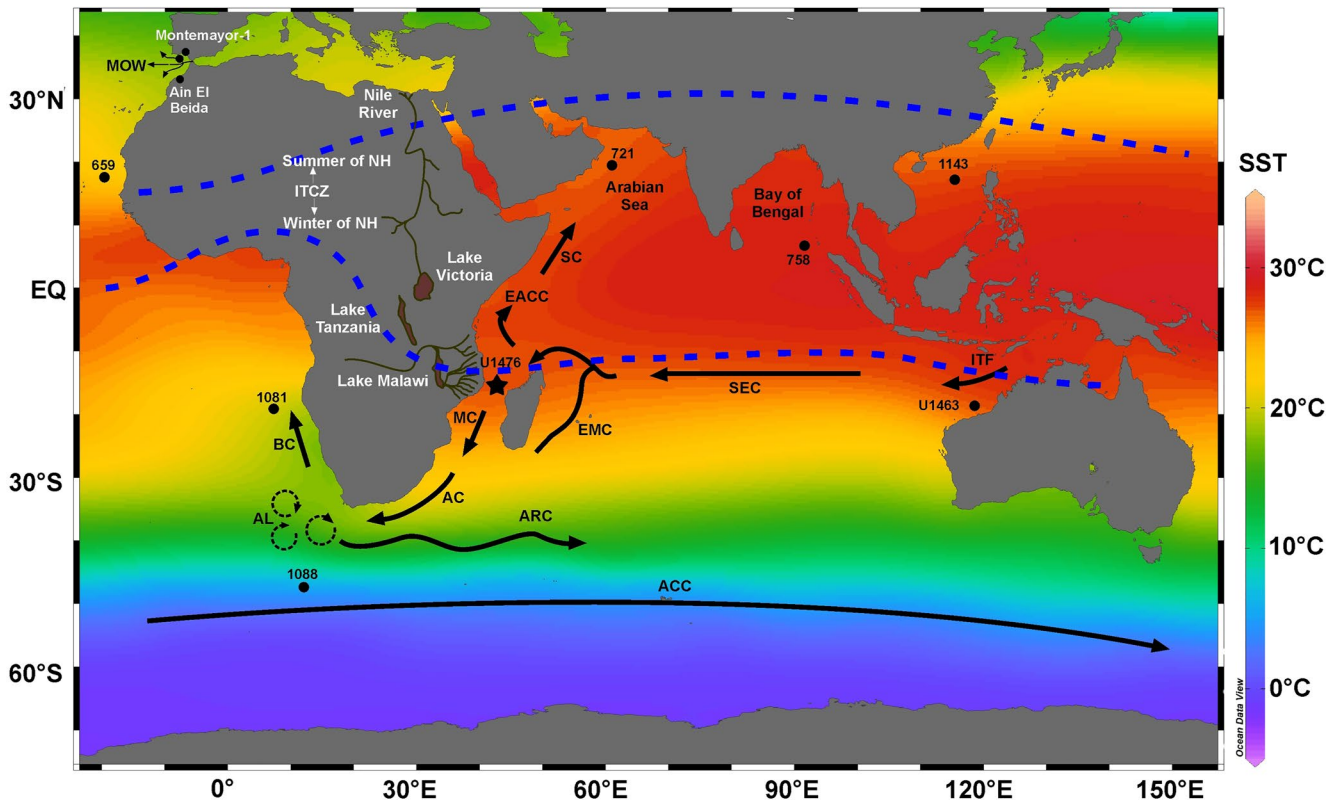 Montemayor-1
MOW
Ain El
Beida
Nile
River
30°N
659
Summer of NH
ITCZ
Winter of NH
721
Arabian
Sea
Bay of
Bengal
1143
758
SST
30°C
20°C
10°C
0°C
Lake
Victoria
SC
EACC
EQ
Lake
Tanzania
U1476
Lake Malawi
ITF
SEC
U1463
1081
BC
MC
EMC
30°S
AC
AL
ARC
1088
ACC
60°S
Ocean Data View
0°
30°E
60°E
90°E
120°E
150°E